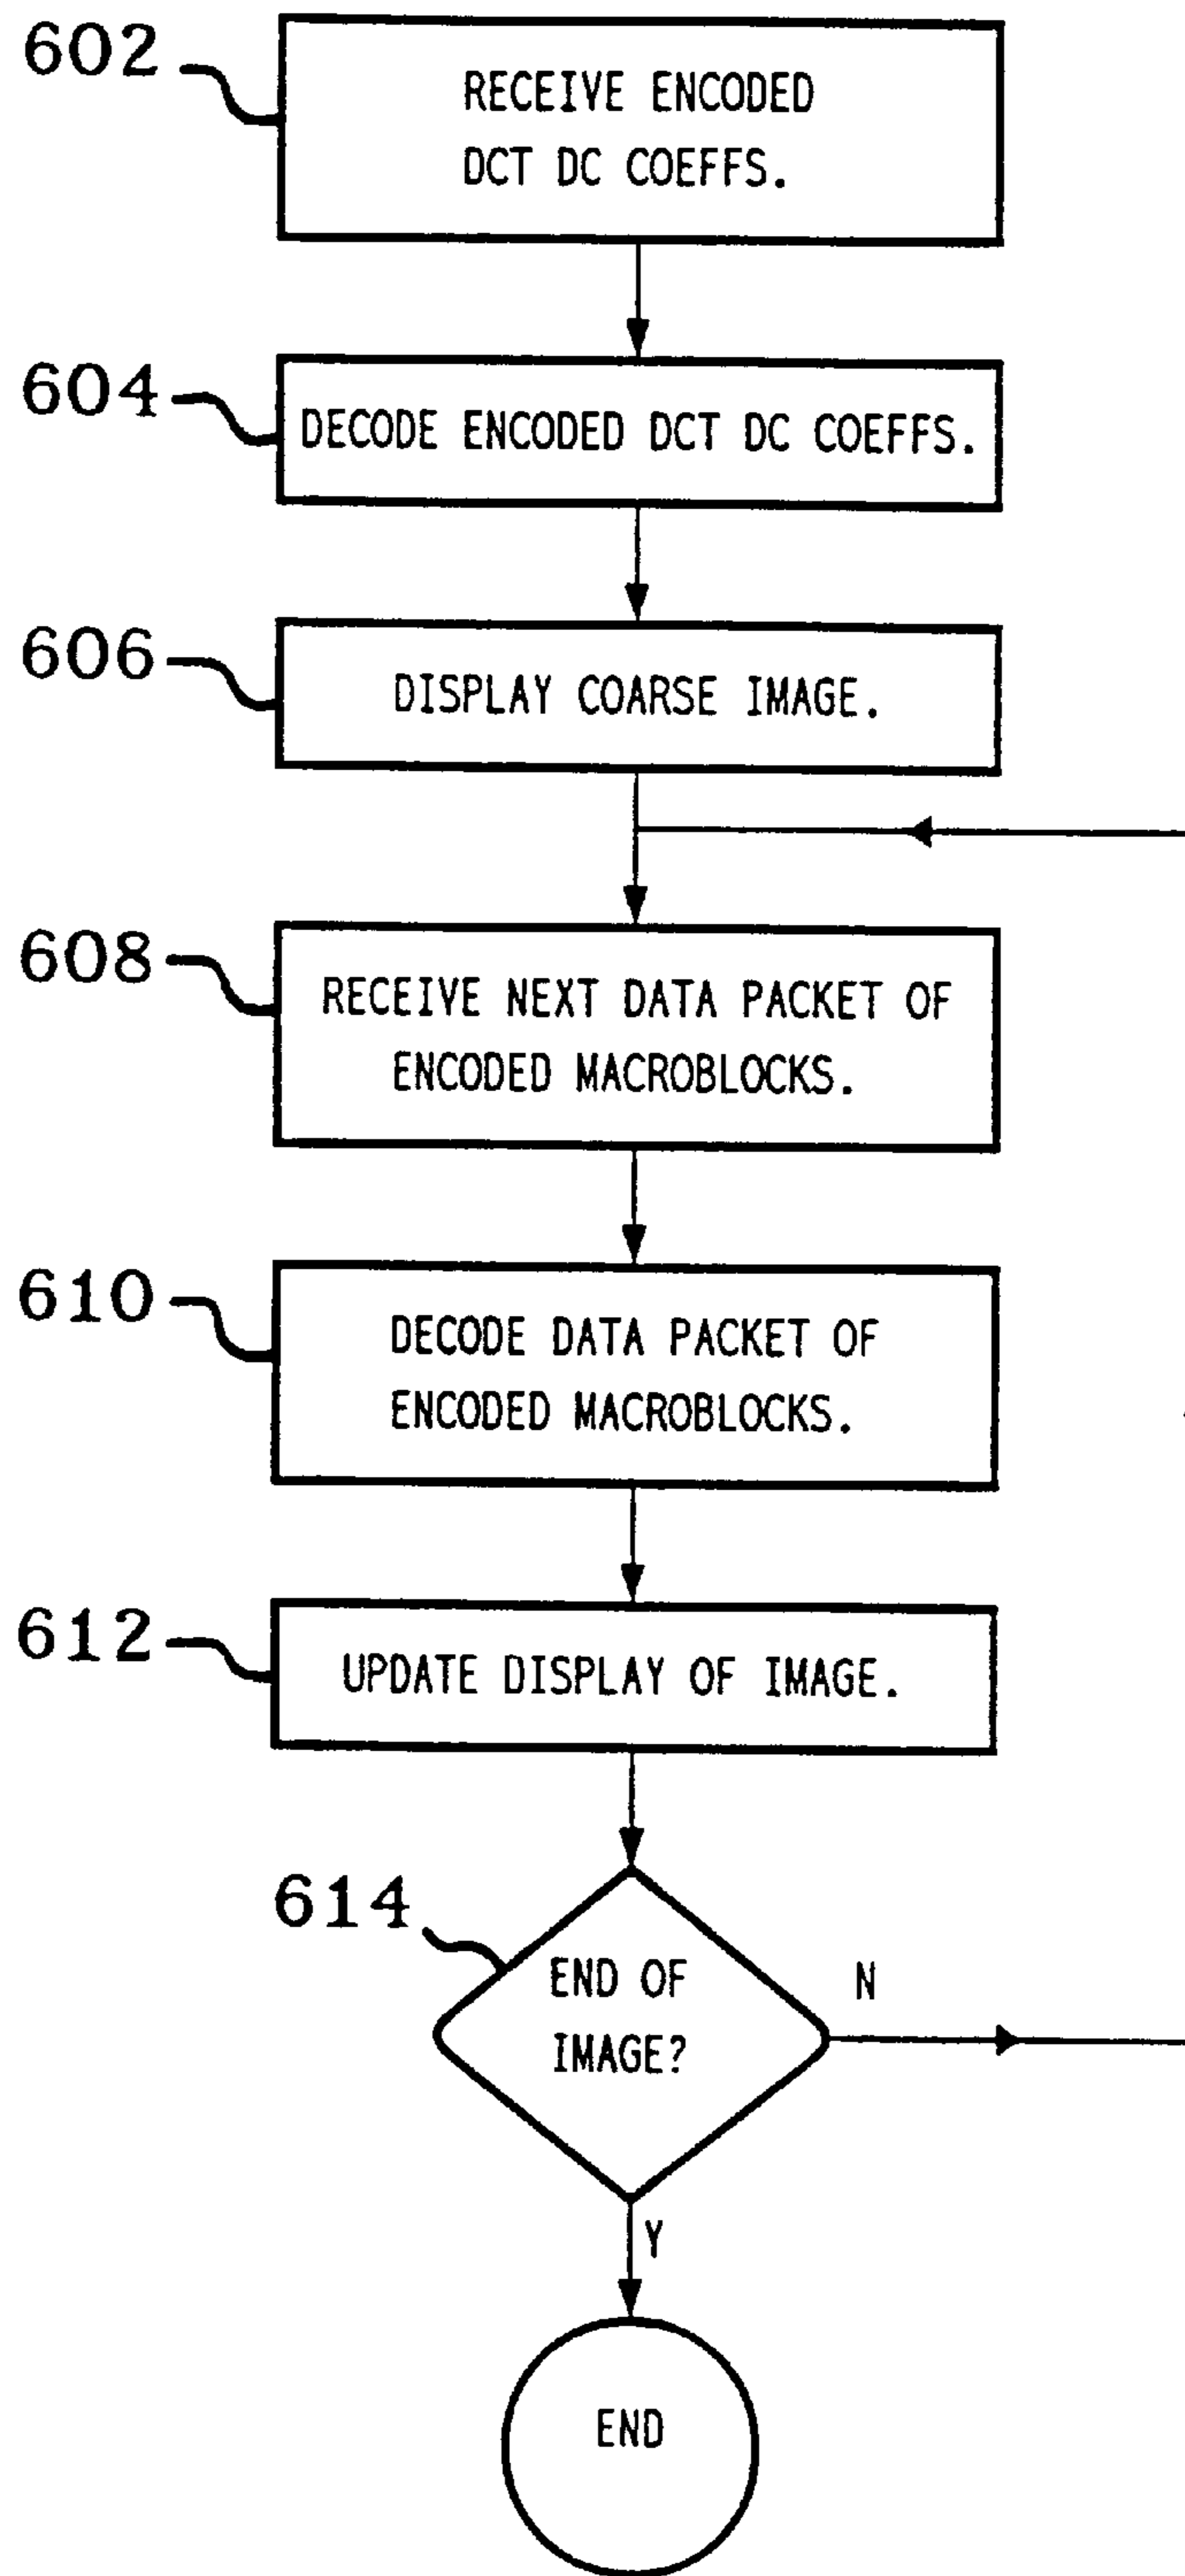 602
RECEIVE ENCODED
DCT DC COEFFS.
604
DECODE ENCODED DCT DC COEFFS.
606
DISPLAY COARSE IMAGE.
608
RECEIVE NEXT DATA PACKET OF
ENCODED MACROBLOCKS.
610
DECODE DATA PACKET OF
ENCODED MACROBLOCKS.
612
UPDATE DISPLAY OF IMAGE.
614
END OF
IMAGE?
N
Y
END